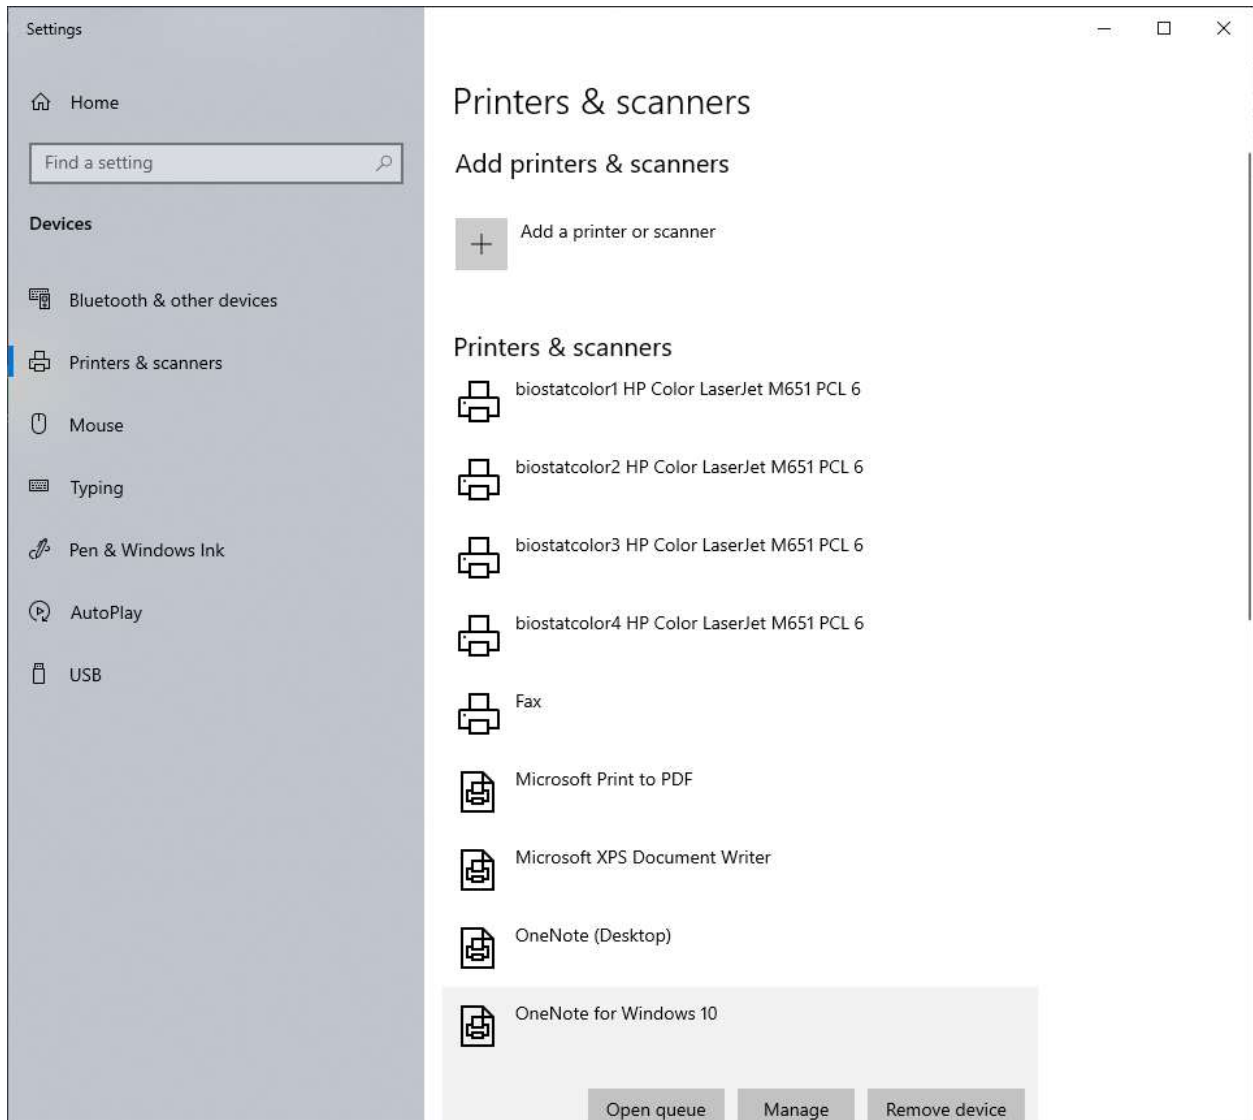 Settings
Home
Find a setting
Devices
Bluetooth & other devices
Printers & scanners
Mouse
Typing
Pen & Windows Ink
AutoPlay
USB
Printers & scanners
Add printers & scanners
Add a printer or scanner
Printers & scanners
biostatcolor1 HP Color LaserJet M651 PCL 6
biostatcolor2 HP Color LaserJet M651 PCL 6
biostatcolor3 HP Color LaserJet M651 PCL 6
biostatcolor4 HP Color LaserJet M651 PCL 6
Fax
Microsoft Print to PDF
Microsoft XPS Document Writer
OneNote (Desktop)
OneNote for Windows 10
Open queue Manage Remove device